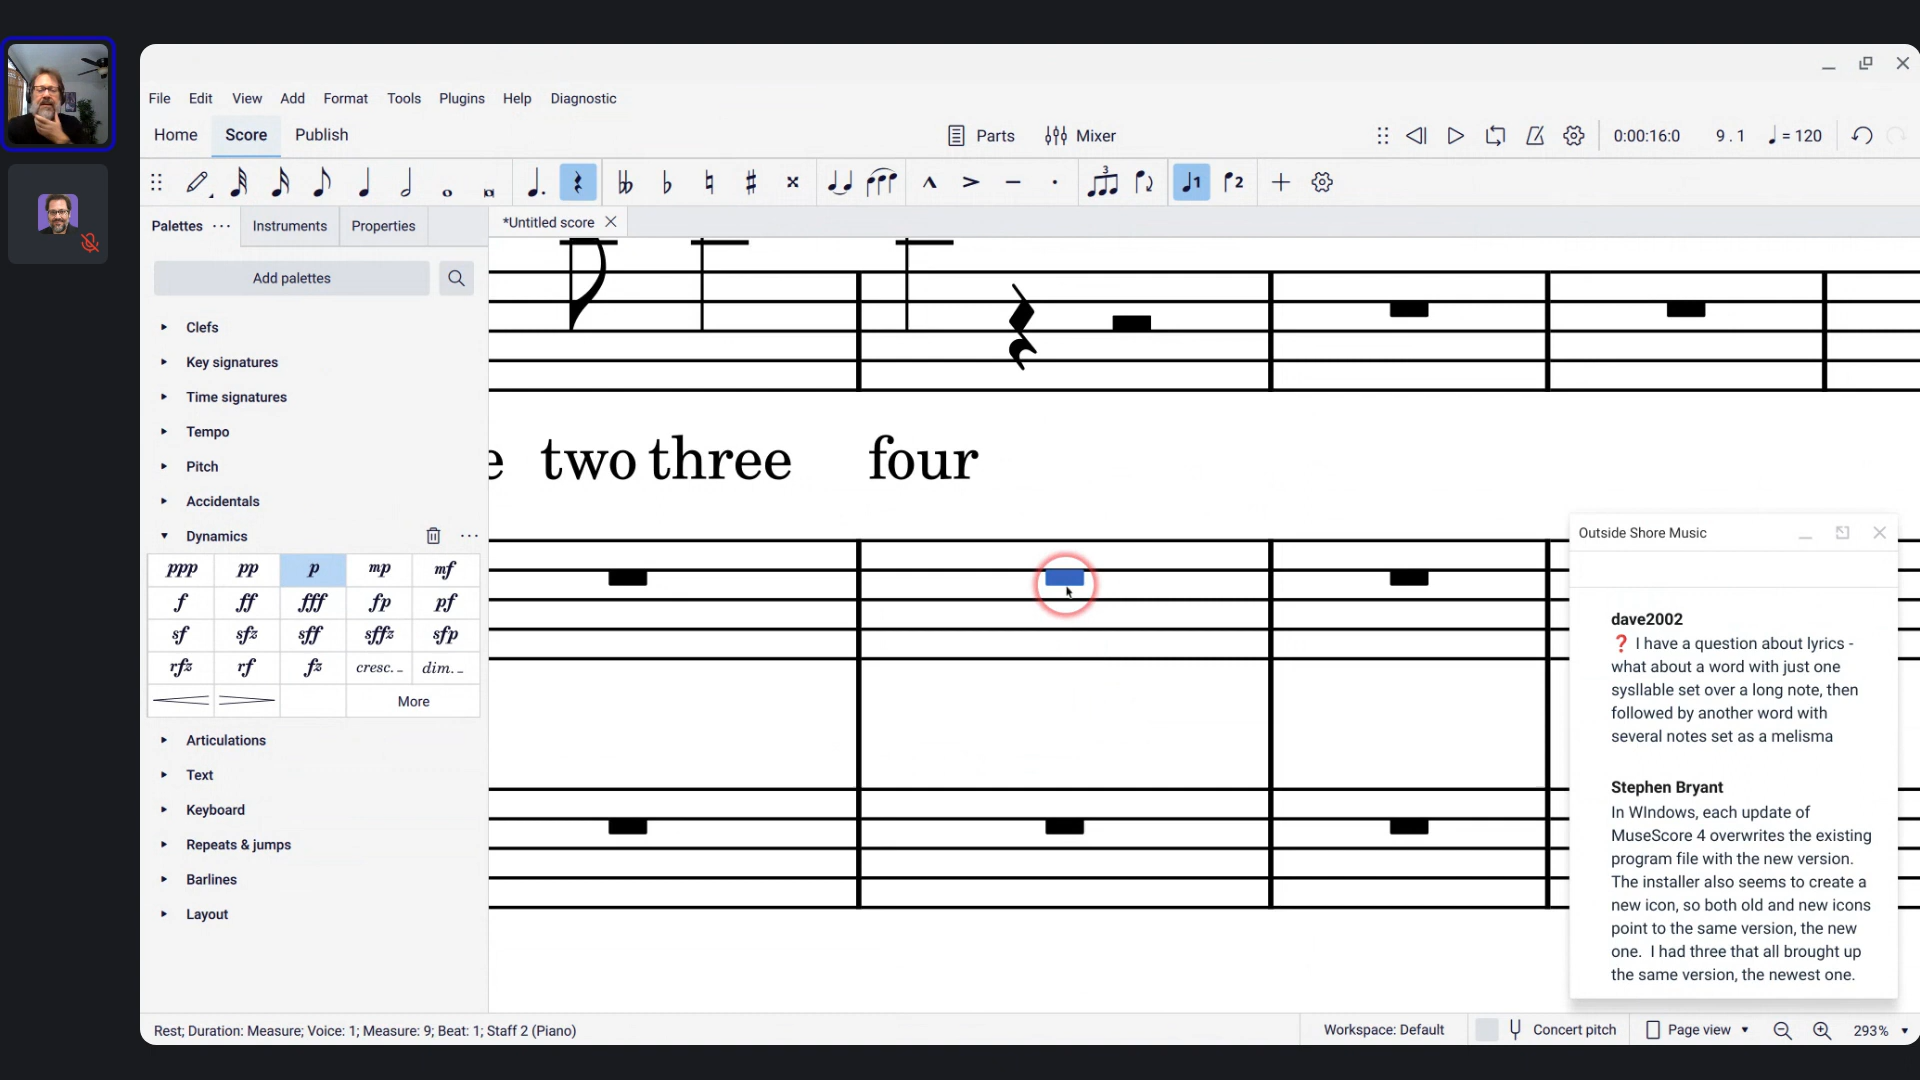 File Edit View Add Format Tools Plugins Help Diagnostic
Home Score Publish
Parts Mixer
0:00:16:0 9 . 1 = 120
3
1 2
Palettes ··· Instruments Properties
*Untitled score
Add palettes
Clefs
Key signatures
Time signatures
Tempo
Pitch
Accidentals
Dynamics
ppp pp p mp mf
f ff fff fp pf
sf sfz sff sffz sfp
rfz rf fz cresc. _ dim. _
More
Articulations
Text
Keyboard
Repeats & jumps
Barlines
Layout
e two three four
Outside Shore Music
dave2002
❓ I have a question about lyrics -
what about a word with just one
sysllable set over a long note, then
followed by another word with
several notes set as a melisma
Stephen Bryant
In WIndows, each update of
MuseScore 4 overwrites the existing
program file with the new version.
The installer also seems to create a
new icon, so both old and new icons
point to the same version, the new
one.  I had three that all brought up
the same version, the newest one.
Rest; Duration: Measure; Voice: 1; Measure: 9; Beat: 1; Staff 2 (Piano)
Workspace: Default Concert pitch Page view 293%